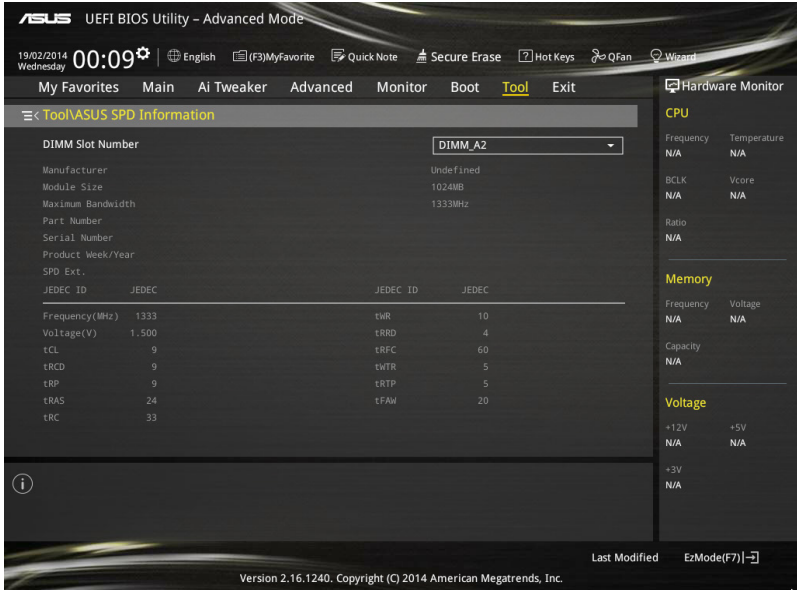 ASUS UEFI BIOS Utility – Advanced Mode
19/02/2014 Wednesday 00:09 English (F3)MyFavorite Quick Note Secure Erase ? Hot Keys QFan Wizard
My Favorites Main Ai Tweaker Advanced Monitor Boot Tool Exit
Tool\ASUS SPD Information
DIMM Slot Number DIMM_A2
Manufacturer Undefined
Module Size 1024MB
Maximum Bandwidth 1333MHz
Part Number
Serial Number
Product Week/Year
SPD Ext.
JEDEC ID JEDEC JEDEC ID JEDEC
Frequency(MHz) 1333 tWR 10
Voltage(V) 1.500 tRRD 4
tCL 9 tRFC 60
tRCD 9 tWTR 5
tRP 9 tRTP 5
tRAS 24 tFAW 20
tRC 33
Hardware Monitor
CPU
Frequency Temperature
N/A N/A
BCLK Vcore
N/A N/A
Ratio
N/A
Memory
Frequency Voltage
N/A N/A
Capacity
N/A
Voltage
+12V +5V
N/A N/A
+3V
N/A
i
Last Modified EzMode(F7)
Version 2.16.1240. Copyright (C) 2014 American Megatrends, Inc.